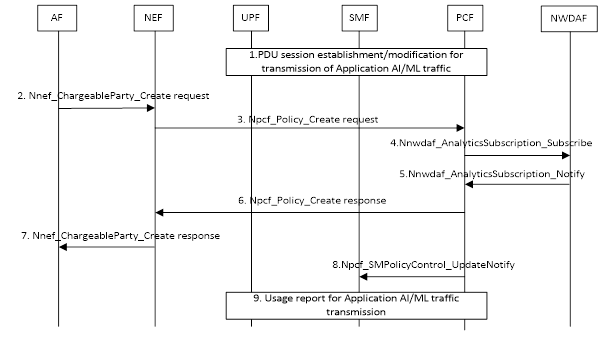 AF NEF UPF SMF PCF NWDAF
1.PDU session establishment/modification for
transmission of Application AI/ML traffic
2. Nnef_ChargeableParty_Create request
3. Npcf_Policy_Create request
4.Nnwdaf_AnalyticsSubscription_Subscribe
5.Nnwdaf_AnalyticsSubscription_Notify
6. Npcf_Policy_Create response
7. Nnef_ChargeableParty_Create response
8.Npcf_SMPolicyControl_UpdateNotify
9. Usage report for Application AI/ML traffic
transmission